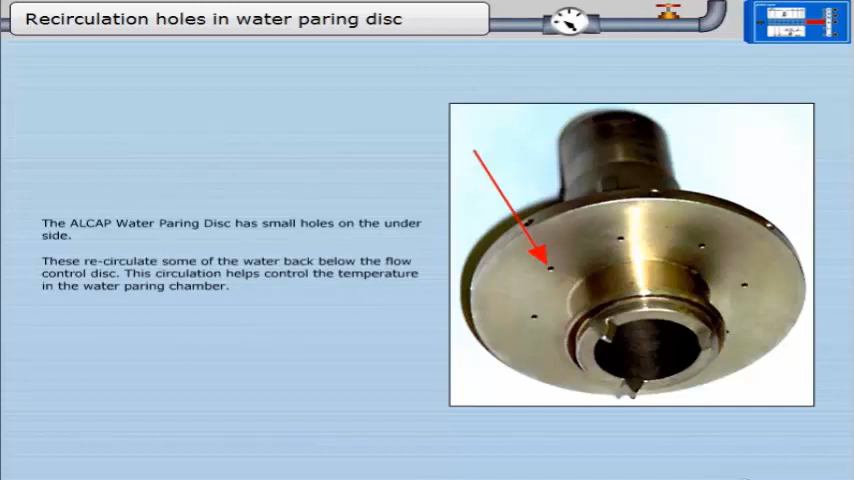 Recirculation holes in water paring disc
The ALCAP Water Paring Disc has small holes on the under
side.
These re-circulate some of the water back below the flow
control disc. This circulation helps control the temperature
in the water paring chamber.